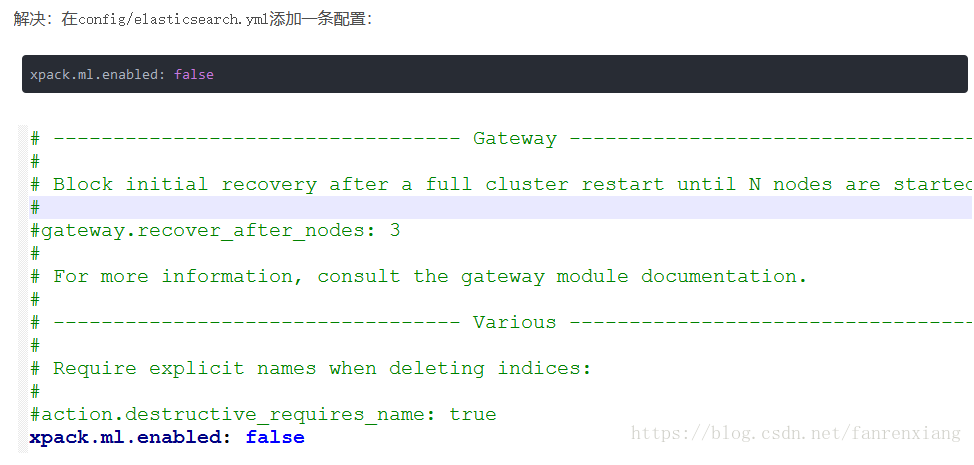 解决：在config/elasticsearch.yml添加一条配置：
xpack.ml.enabled: false
# ---------------------------------- Gateway ----------------------------------
#
# Block initial recovery after a full cluster restart until N nodes are started
#
#gateway.recover_after_nodes: 3
#
# For more information, consult the gateway module documentation.
#
# ---------------------------------- Various ----------------------------------
#
# Require explicit names when deleting indices:
#
#action.destructive_requires_name: true
xpack.ml.enabled: false
https://blog.csdn.net/fanrenxiang